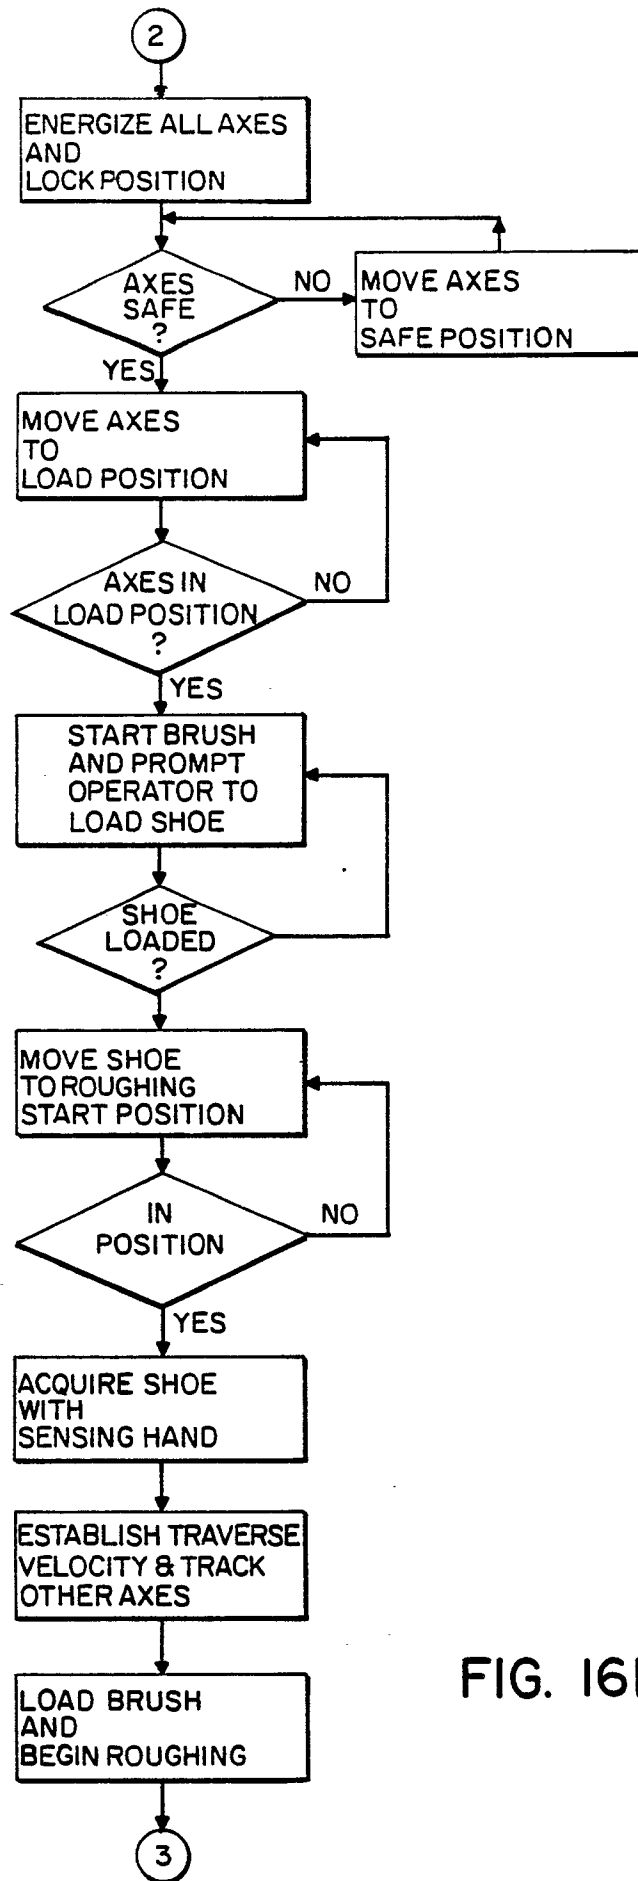 2
ENERGIZE ALL AXES
AND
LOCK POSITION
AXES
SAFE
?
NO
MOVE AXES
TO
SAFE POSITION
YES
MOVE AXES
TO
LOAD POSITION
AXES IN
LOAD POSITION
?
NO
YES
START BRUSH
AND PROMPT
OPERATOR TO
LOAD SHOE
SHOE
LOADED
?
MOVE SHOE
TO ROUGHING
START POSITION
IN
POSITION
NO
YES
ACQUIRE SHOE
WITH
SENSING HAND
ESTABLISH TRAVERSE
VELOCITY & TRACK
OTHER AXES
LOAD BRUSH
AND
BEGIN ROUGHING
FIG.
3